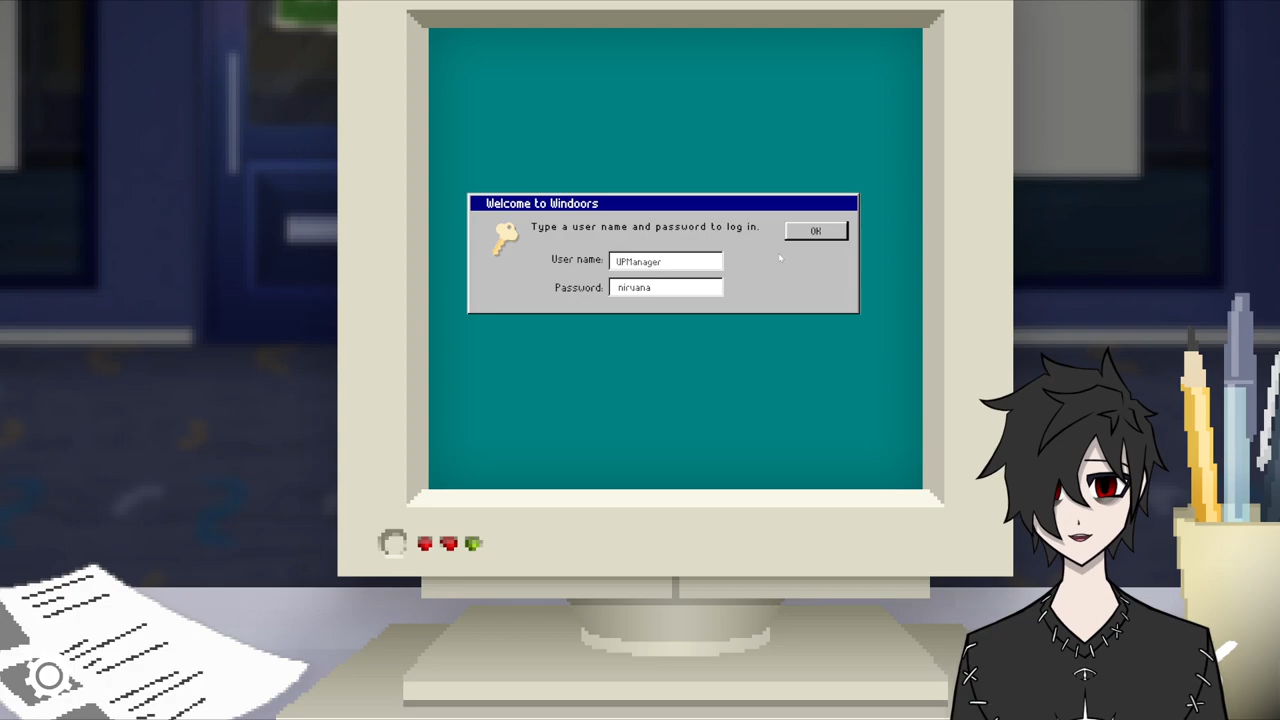 Welcome to Windoors
Type a user name and password to log in.
OK
User name: UPManager
Password: nirvana